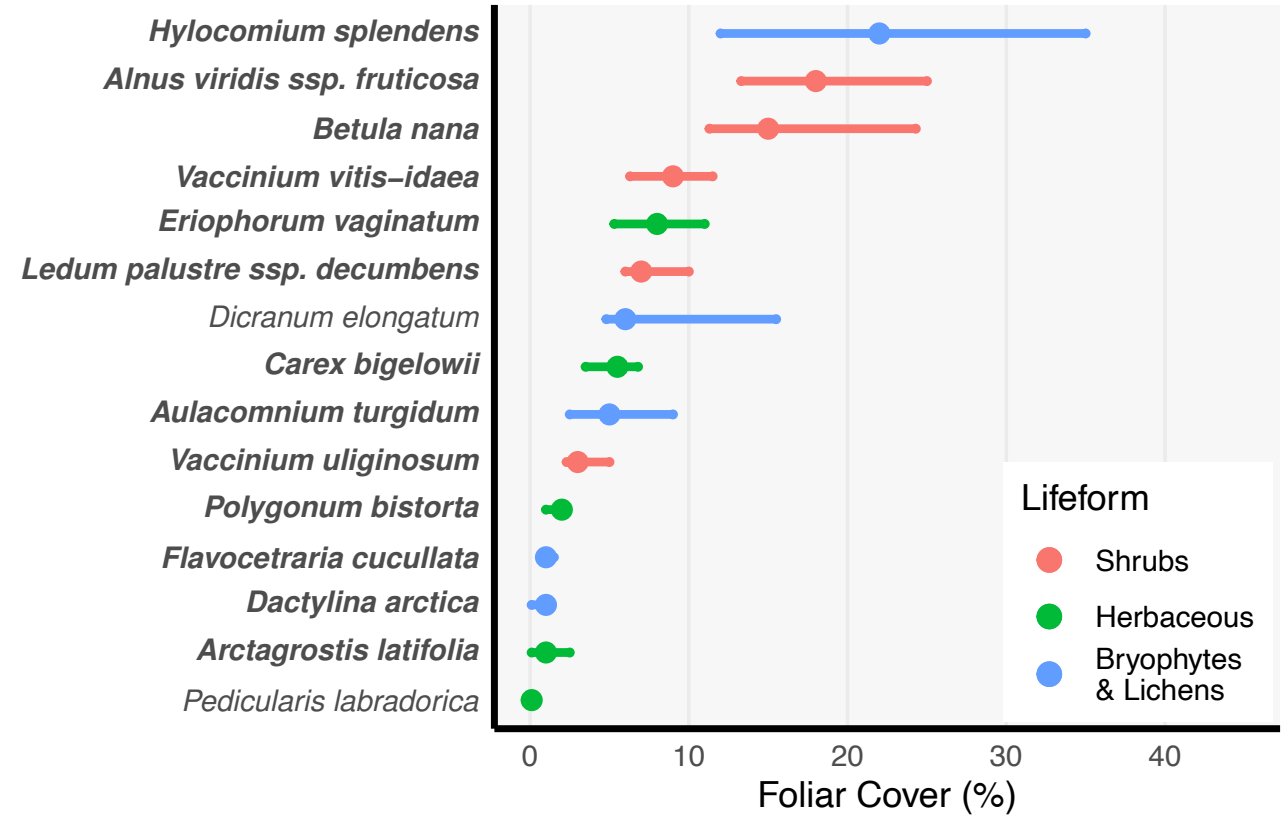 Hylocomium splendens
Alnus viridis ssp. fruticosa
Betula nana
Vaccinium vitis−idaea
Eriophorum vaginatum
Ledum palustre ssp. decumbens
Dicranum elongatum
Carex bigelowii
Aulacomnium turgidum
Vaccinium uliginosum
Polygonum bistorta
Flavocetraria cucullata
Dactylina arctica
Arctagrostis latifolia
Pedicularis labradorica
Lifeform
Shrubs
Herbaceous
Bryophytes
& Lichens
0 10 20 30 40
Foliar Cover (%)